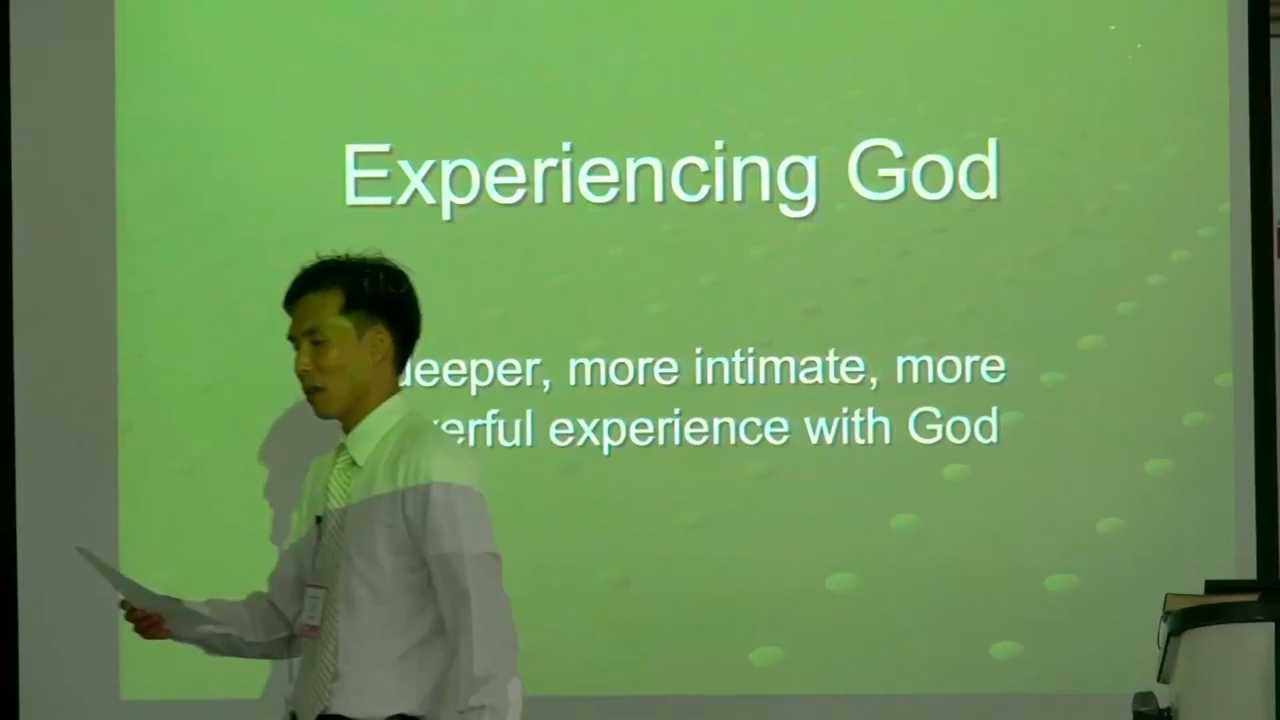 Experiencing God
deeper, more intimate, more
erful experience with God